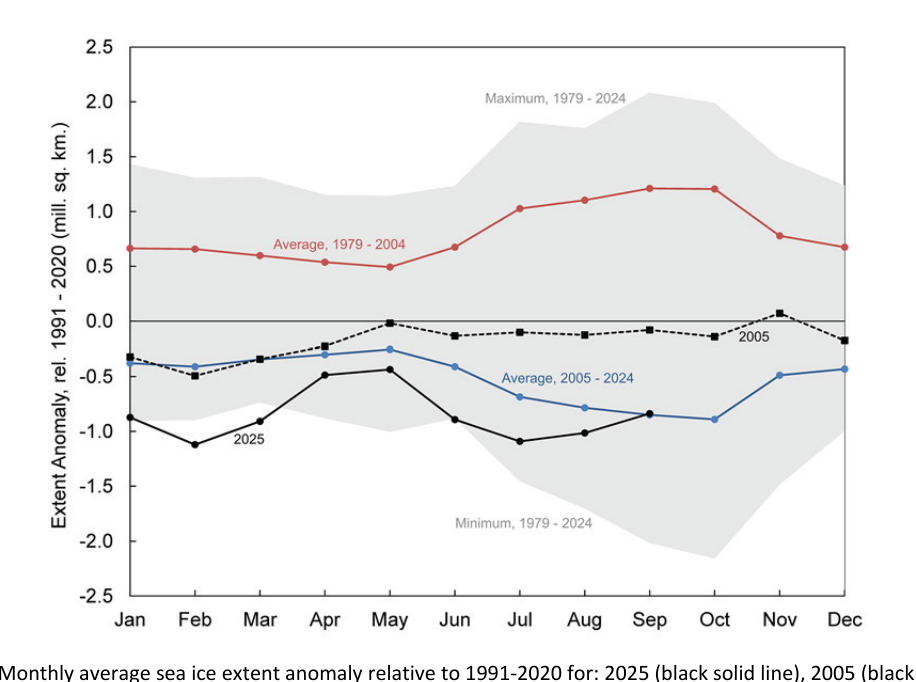 2.5
2.0
1.5
1.0
0.5
0.0
-0.5
-1.0
-1.5
-2.0
-2.5
Extent Anomaly, rel. 1991 - 2020 (mill. sq. km.)
Maximum, 1979 - 2024
Average, 1979 - 2004
2005
Average, 2005 - 2024
2025
Minimum, 1979 - 2024
Jan Feb Mar Apr May Jun Jul Aug Sep Oct Nov Dec
Monthly average sea ice extent anomaly relative to 1991-2020 for: 2025 (black solid line), 2005 (black